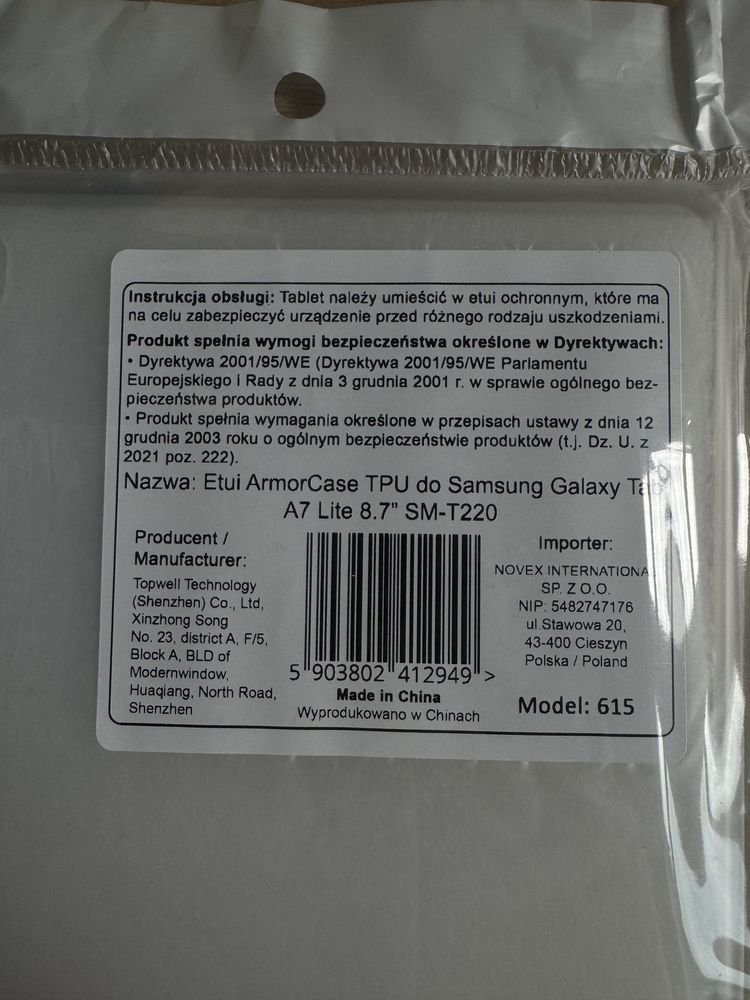 Instrukcja obsługi: Tablet należy umieścić w etui ochronnym, które ma
na celu zabezpieczyć urządzenie przed różnego rodzaju uszkodzeniami.
Produkt spełnia wymogi bezpieczeństwa określone w Dyrektywach:
• Dyrektywa 2001/95/WE (Dyrektywa 2001/95/WE Parlamentu
Europejskiego i Rady z dnia 3 grudnia 2001 r. w sprawie ogólnego bez-
pieczeństwa produktów.
• Produkt spełnia wymagania określone w przepisach ustawy z dnia 12
grudnia 2003 roku o ogólnym bezpieczeństwie produktów (t.j. Dz. U. z
2021 poz. 222).
Nazwa: Etui ArmorCase TPU do Samsung Galaxy Tab
A7 Lite 8.7” SM-T220
Producent /
Manufacturer:
Topwell Technology
(Shenzhen) Co., Ltd,
Xinzhong Song
No. 23, district A, F/5,
Block A, BLD of
Modernwindow,
Huaqiang, North Road,
Shenzhen
5 903802 412949 >
Made in China
Wyprodukowano w Chinach
Importer:
NOVEX INTERNATIONAL
SP. Z O.O.
NIP: 5482747176
ul.Stawowa 20,
43-400 Cieszyn
Polska / Poland
Model: 615